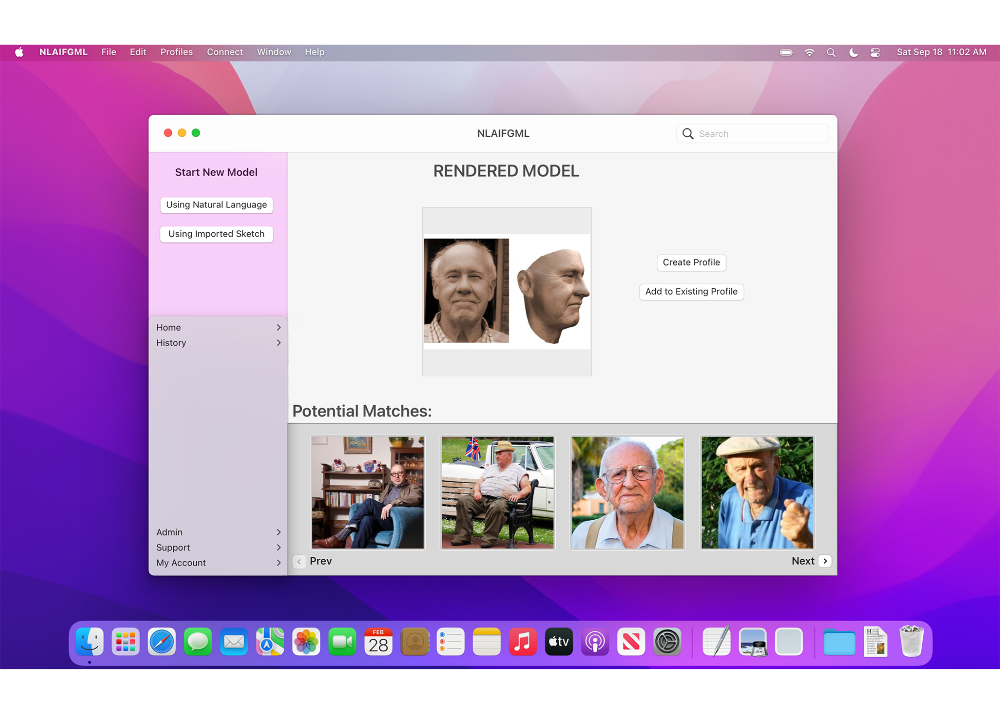 NLAIFGML File Edit Profiles Connect Window Help Sat Sep 18 11:02 AM
NLAIFGML
Search
Start New Model
Using Natural Language
Using Imported Sketch
Home
History
Admin
Support
My Account
RENDERED MODEL
Create Profile
Add to Existing Profile
Potential Matches:
Prev
Next
FEB
28
tv